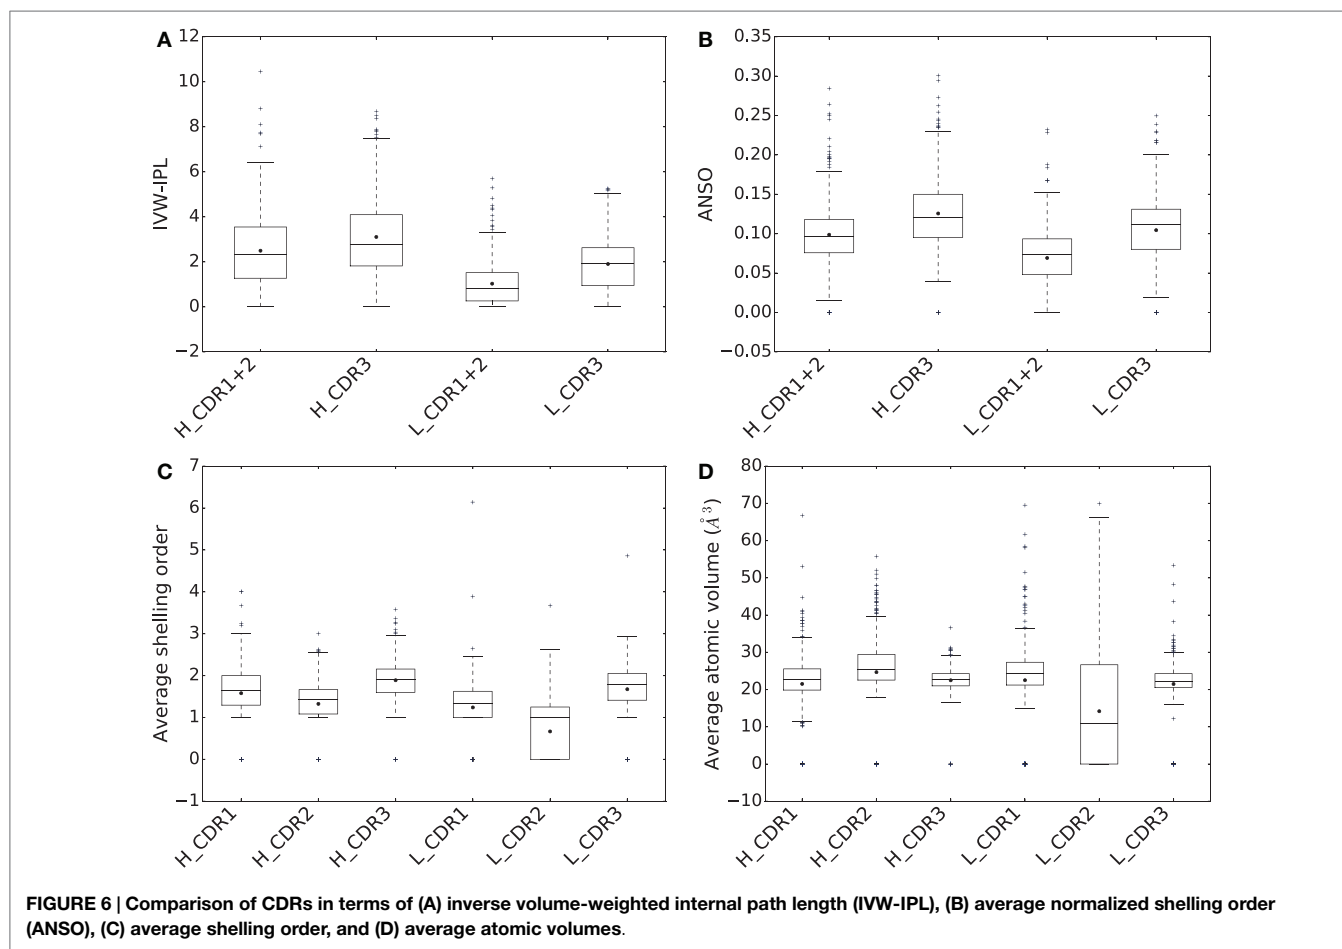 A
IVW-IPL
12
10
8
6
4
2
0
−2
H_CDR1+2
H_CDR3
L_CDR1+2
L_CDR3
B
ANSO
0.35
0.30
0.25
0.20
0.15
0.10
0.05
0.00
−0.05
H_CDR1+2
H_CDR3
L_CDR1+2
L_CDR3
C
Average shelling order
7
6
5
4
3
2
1
0
−1
H_CDR1
H_CDR2
H_CDR3
L_CDR1
L_CDR2
L_CDR3
D
Average atomic volume (Å³)
80
70
60
50
40
30
20
10
0
−10
H_CDR1
H_CDR2
H_CDR3
L_CDR1
L_CDR2
L_CDR3
FIGURE 6 | Comparison of CDRs in terms of (A) inverse volume-weighted internal path length (IVW-IPL), (B) average normalized shelling order
(ANSO), (C) average shelling order, and (D) average atomic volumes.